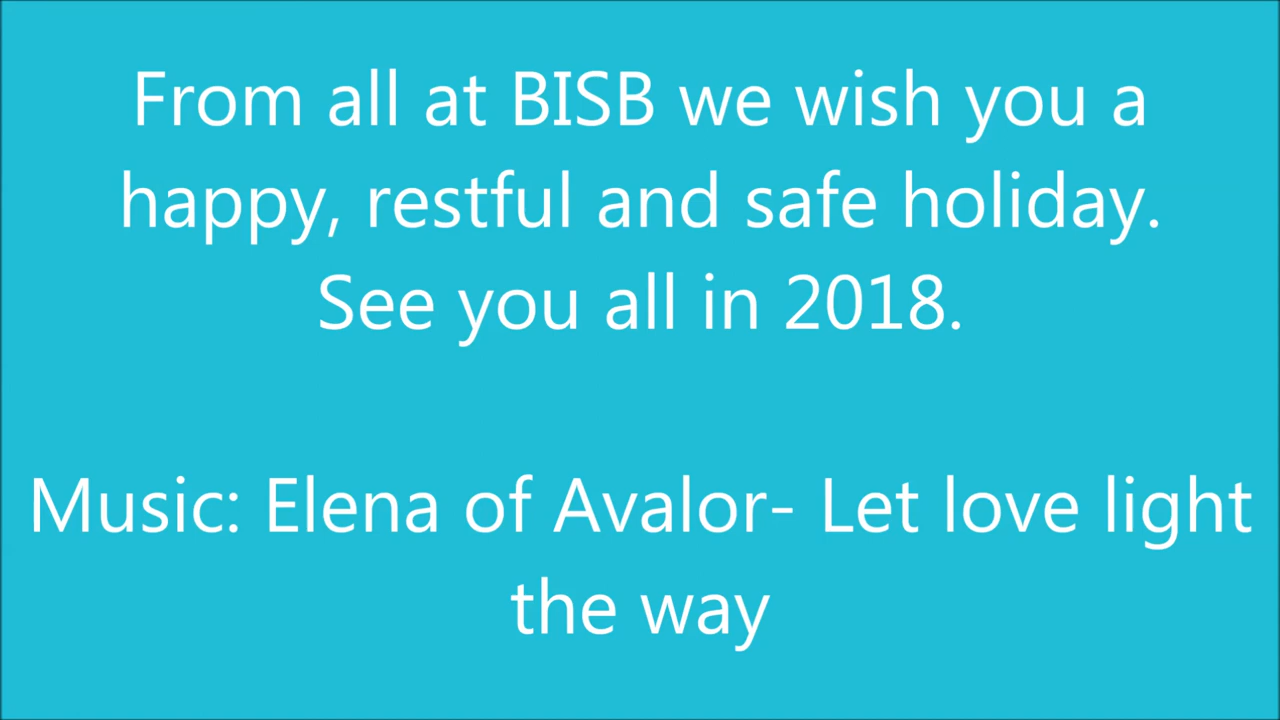 From all at BISB we wish you a
happy, restful and safe holiday.
See you all in 2018.
Music: Elena of Avalor- Let love light
the way